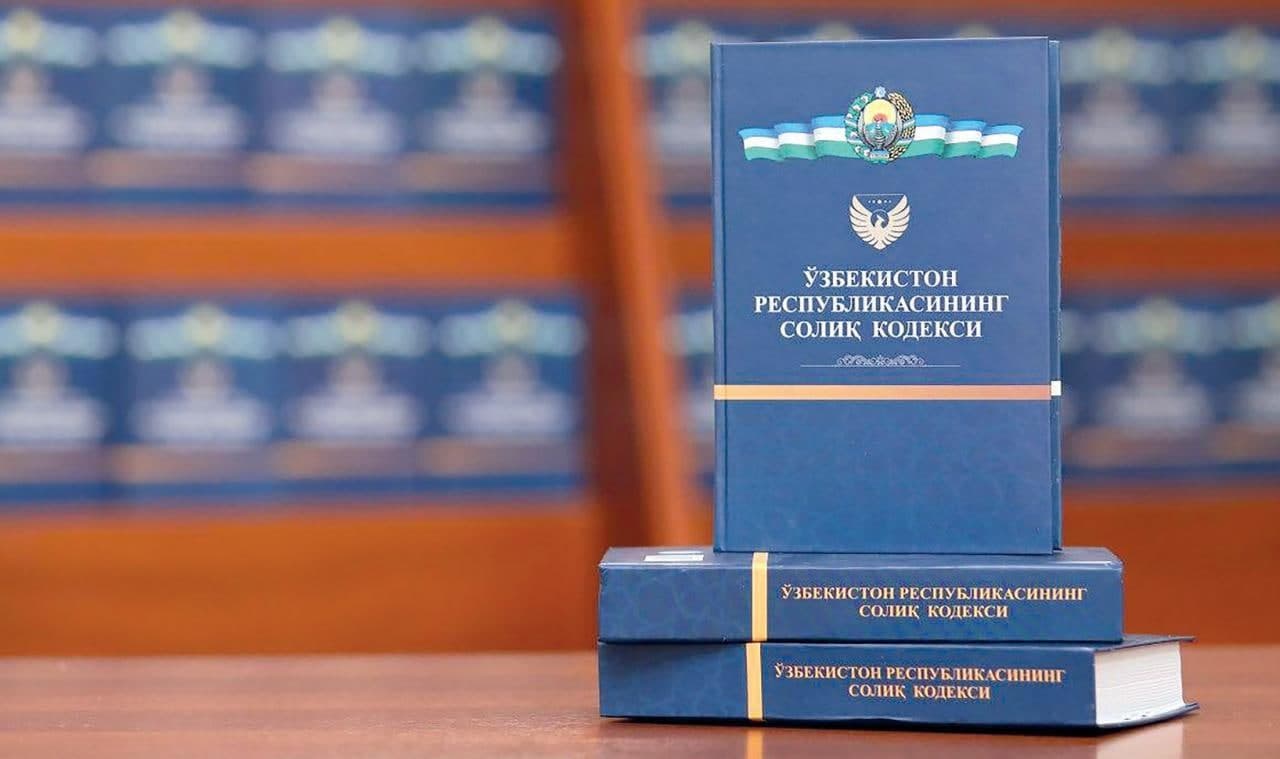 ЎЗБЕКИСТОН
РЕСПУБЛИКАСИНИНГ
СОЛИҚ КОДЕКСИ
ЎЗБЕКИСТОН РЕСПУБЛИКАСИНИНГ
СОЛИҚ КОДЕКСИ
ЎЗБЕКИСТОН РЕСПУБЛИКАСИНИНГ
СОЛИҚ КОДЕКСИ